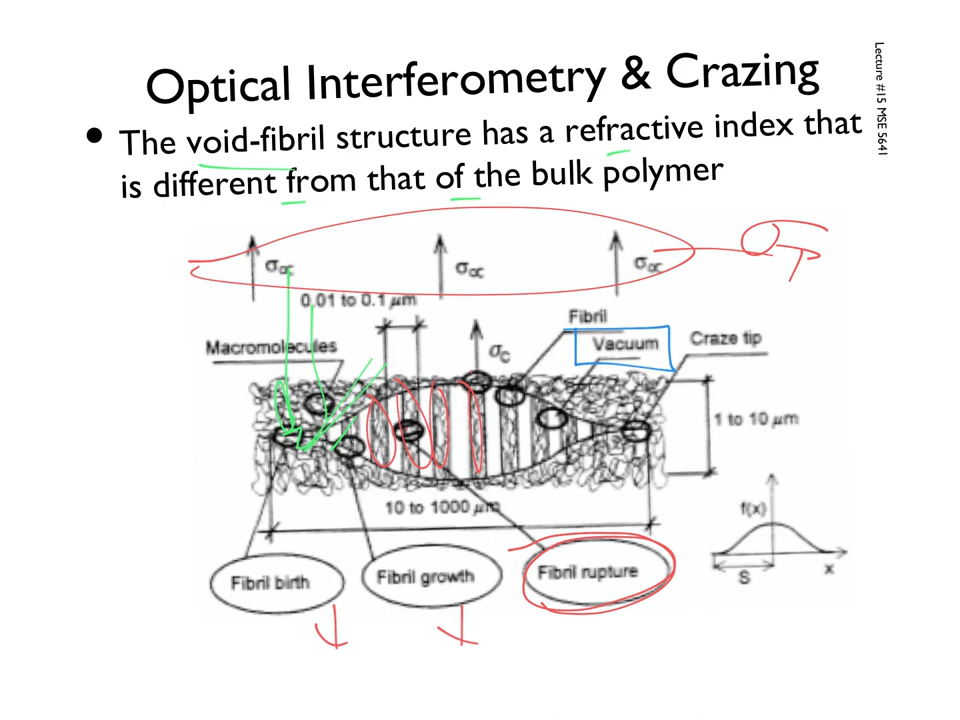 Lecture #15 MSE 5641
Optical Interferometry & Crazing
• The void-fibril structure has a refractive index that
is different from that of the bulk polymer
σ∞ σ∞ σ∞
σT
0.01 to 0.1 μm
Fibril
Macromolecules
σc
Vacuum
Craze tip
1 to 10 μm
10 to 1000 μm
f(x)
Fibril birth
Fibril growth
Fibril rupture
S
x